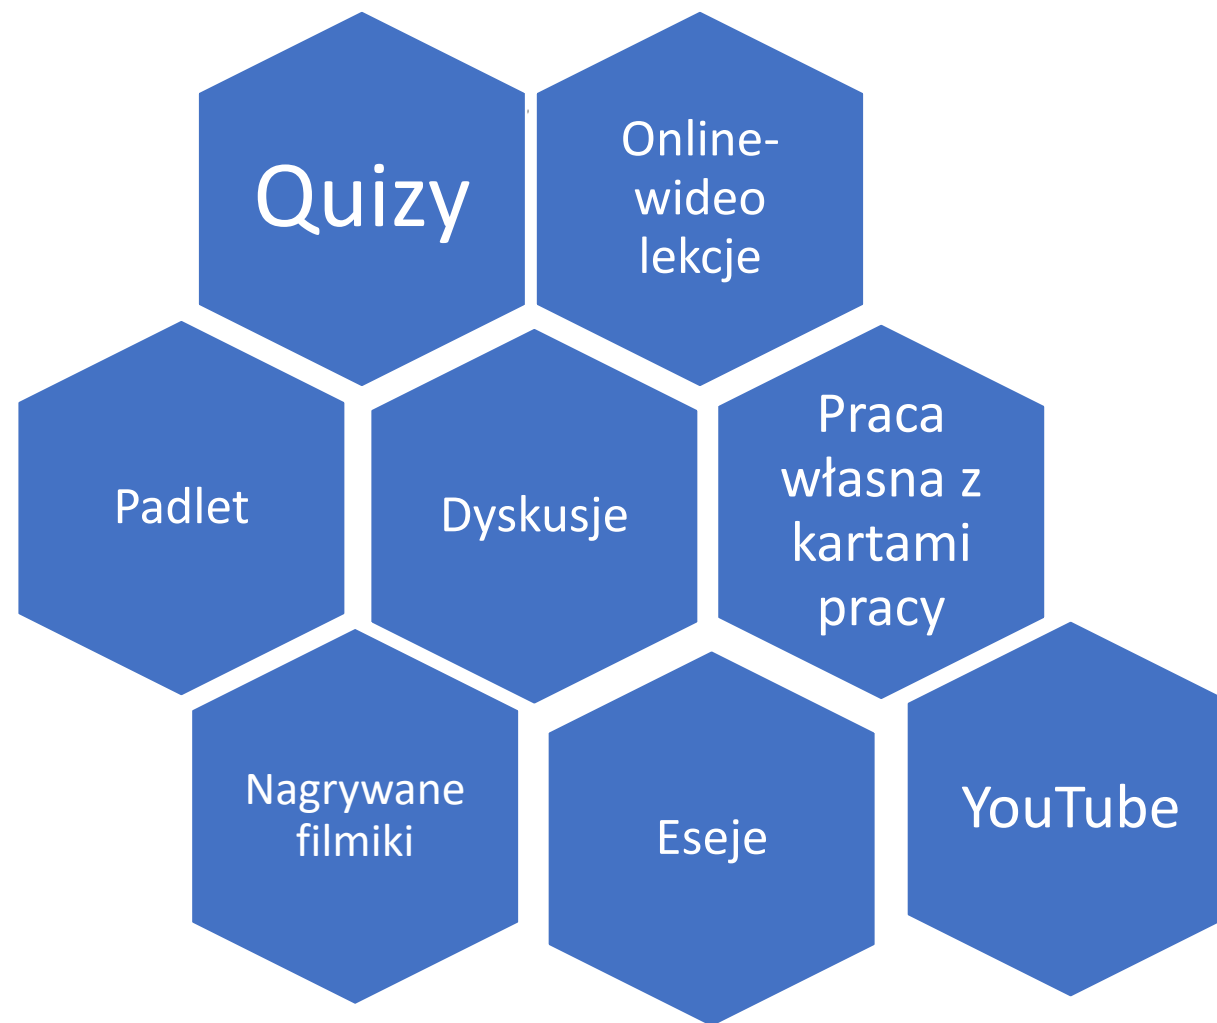 Quizy
Online-
wideo
lekcje
Padlet
Dyskusje
Praca
własna z
kartami
pracy
Nagrywane
filmiki
Eseje
YouTube